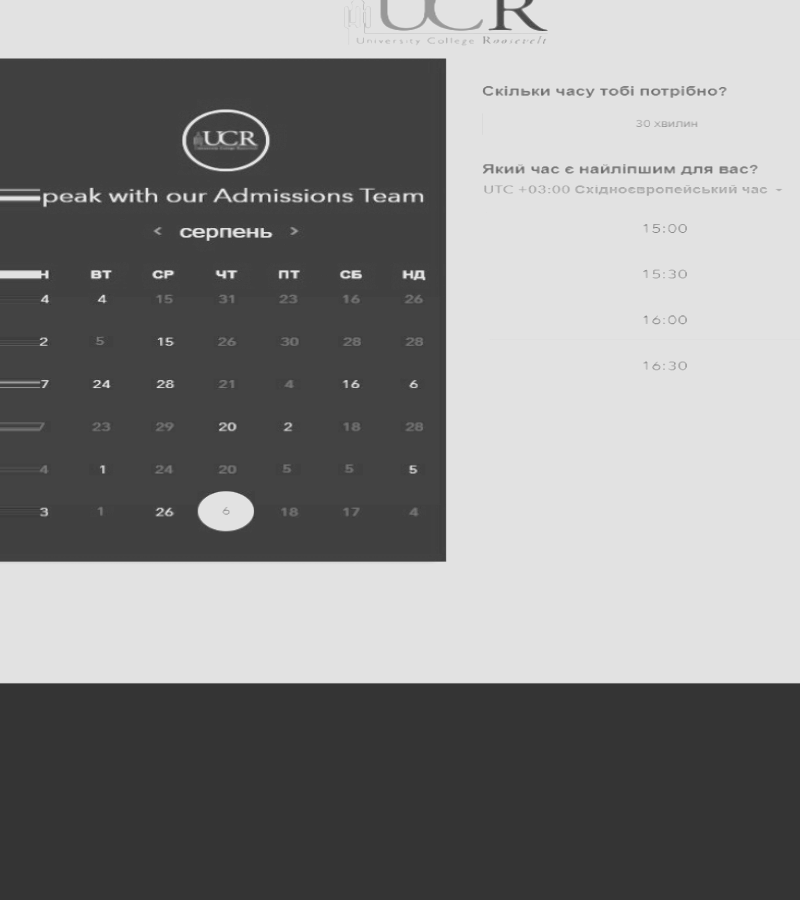 UCR
University College Roosevelt
UCR
peak with our Admissions Team
< серпень >
Н ВТ СР ЧТ ПТ СБ НД
4 4 15 31 23 16 26
2 5 15 26 30 28 28
7 24 28 21 4 16 6
7 23 29 20 2 18 28
4 1 24 20 5 5 5
3 1 26 6 18 17 4
Скільки часу тобі потрібно?
30 хвилин
Який час є найліпшим для вас?
UTC +03:00 Східноєвропейський час
15:00
15:30
16:00
16:30